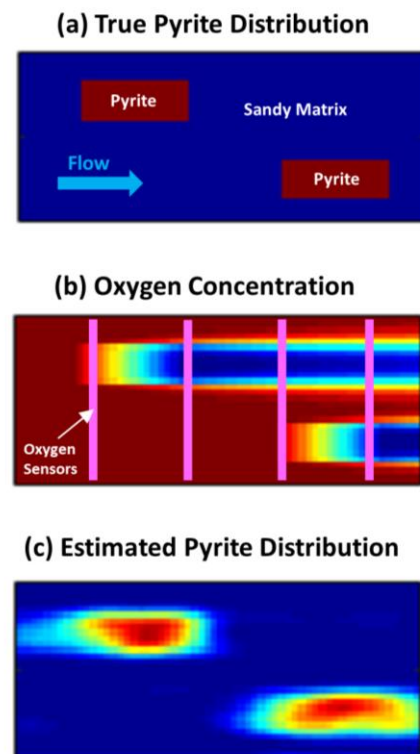 (a) True Pyrite Distribution
Pyrite
Sandy Matrix
Flow
Pyrite
(b) Oxygen Concentration
Oxygen
Sensors
(c) Estimated Pyrite Distribution